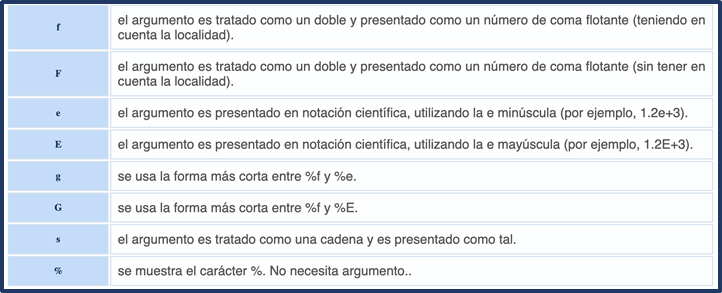 f el argumento es tratado como un doble y presentado como un número de coma flotante (teniendo en
cuenta la localidad).
F el argumento es tratado como un doble y presentado como un número de coma flotante (sin tener en
cuenta la localidad).
e el argumento es presentado en notación científica, utilizando la e minúscula (por ejemplo, 1.2e+3).
E el argumento es presentado en notación científica, utilizando la e mayúscula (por ejemplo, 1.2E+3).
g se usa la forma más corta entre %f y %e.
G se usa la forma más corta entre %f y %E.
s el argumento es tratado como una cadena y es presentado como tal.
% se muestra el carácter %. No necesita argumento..